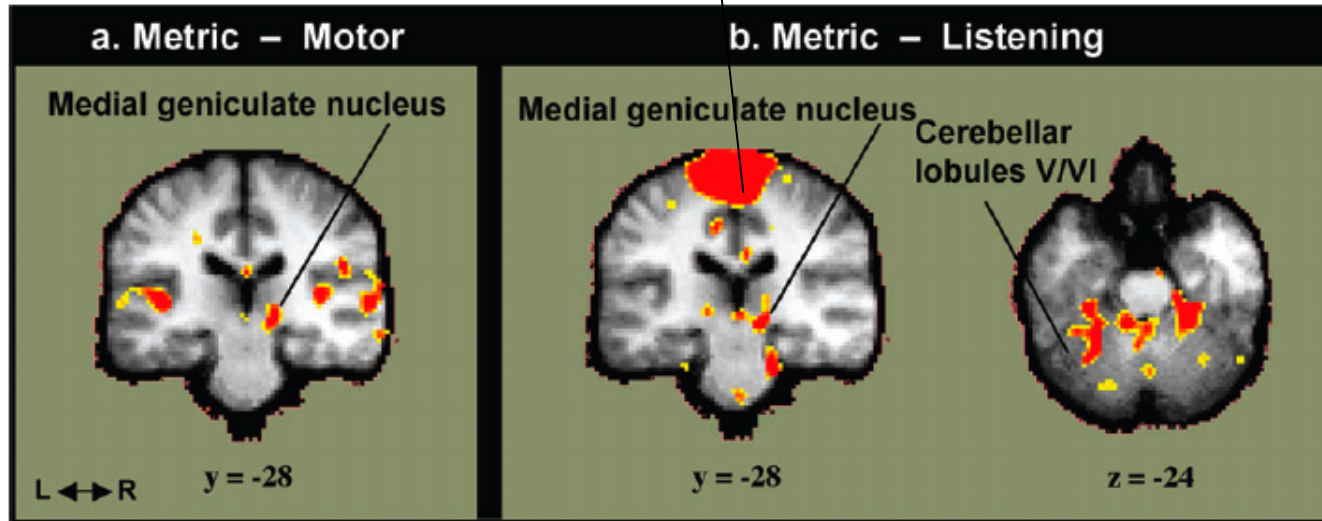 a. Metric – Motor
Medial geniculate nucleus
y = -28
L R
b. Metric – Listening
Medial geniculate nucleus
Cerebellar
lobules V/VI
y = -28
z = -24